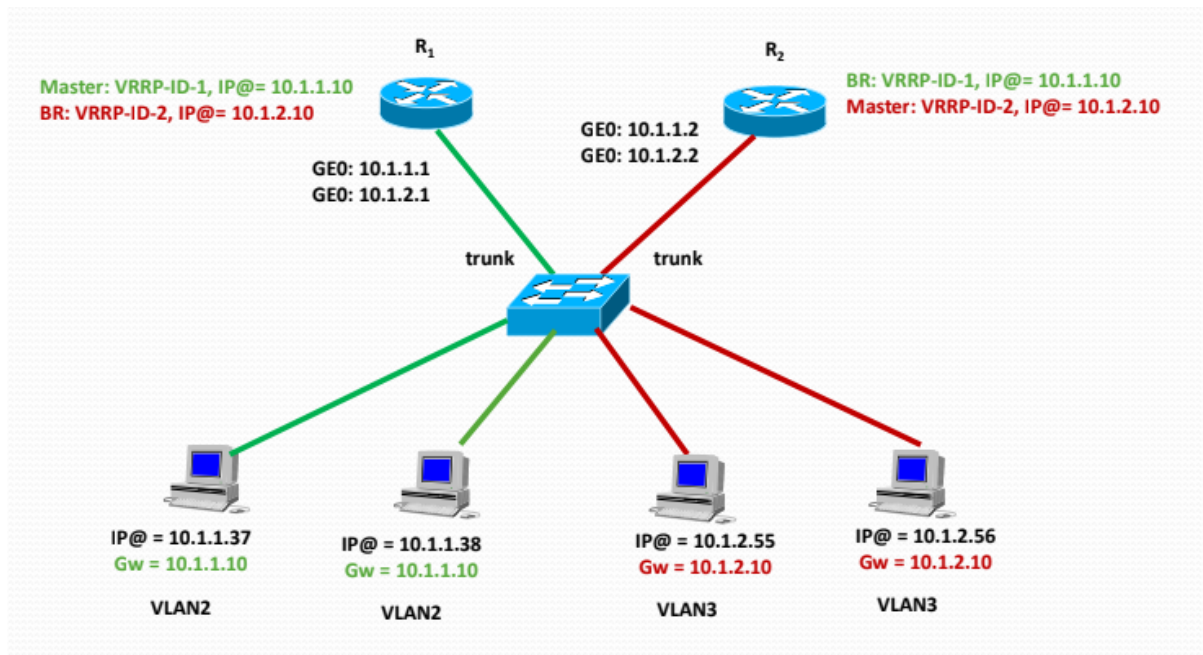 R1
R2
Master: VRRP-ID-1, IP@= 10.1.1.10
BR: VRRP-ID-2, IP@= 10.1.2.10
BR: VRRP-ID-1, IP@= 10.1.1.10
Master: VRRP-ID-2, IP@= 10.1.2.10
GE0: 10.1.1.1
GE0: 10.1.2.1
GE0: 10.1.1.2
GE0: 10.1.2.2
trunk
trunk
IP@ = 10.1.1.37
Gw = 10.1.1.10
VLAN2
IP@ = 10.1.1.38
Gw = 10.1.1.10
VLAN2
IP@ = 10.1.2.55
Gw = 10.1.2.10
VLAN3
IP@ = 10.1.2.56
Gw = 10.1.2.10
VLAN3